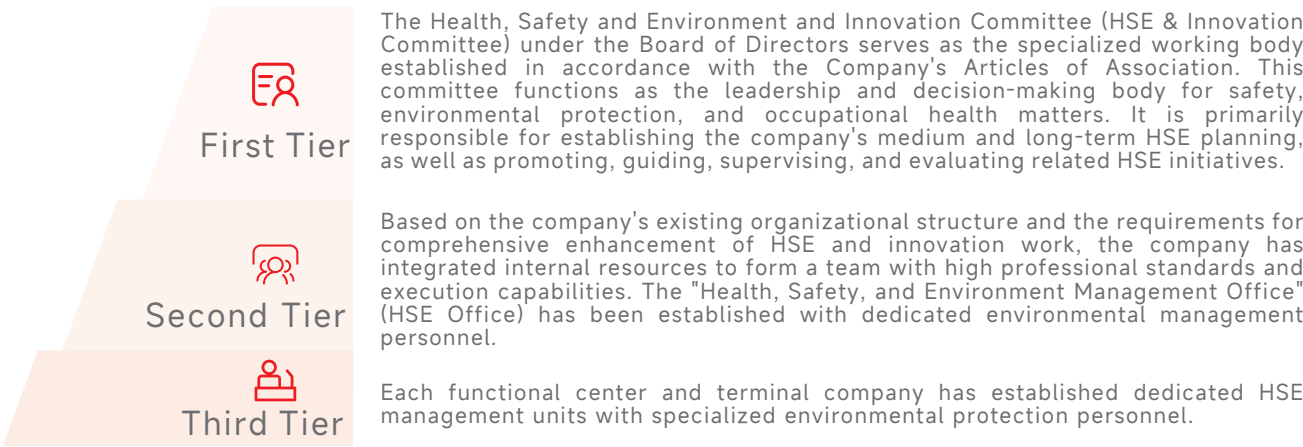 First Tier
The Health, Safety and Environment and Innovation Committee (HSE & Innovation
Committee) under the Board of Directors serves as the specialized working body
established in accordance with the Company's Articles of Association. This
committee functions as the leadership and decision-making body for safety,
environmental protection, and occupational health matters. It is primarily
responsible for establishing the company's medium and long-term HSE planning,
as well as promoting, guiding, supervising, and evaluating related HSE initiatives.
Second Tier
Based on the company's existing organizational structure and the requirements for
comprehensive enhancement of HSE and innovation work, the company has
integrated internal resources to form a team with high professional standards and
execution capabilities. The "Health, Safety, and Environment Management Office"
(HSE Office) has been established with dedicated environmental management
personnel.
Third Tier
Each functional center and terminal company has established dedicated HSE
management units with specialized environmental protection personnel.